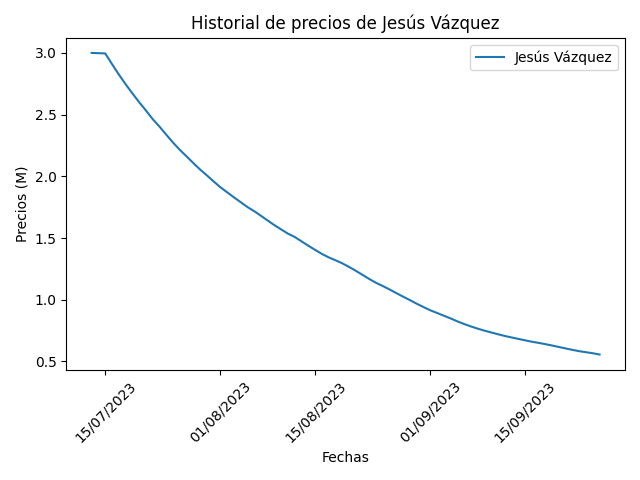 Historial de precios de Jesús Vázquez
Jesús Vázquez
Precios (M)
3.0
2.5
2.0
1.5
1.0
0.5
15/07/2023
01/08/2023
15/08/2023
01/09/2023
15/09/2023
Fechas